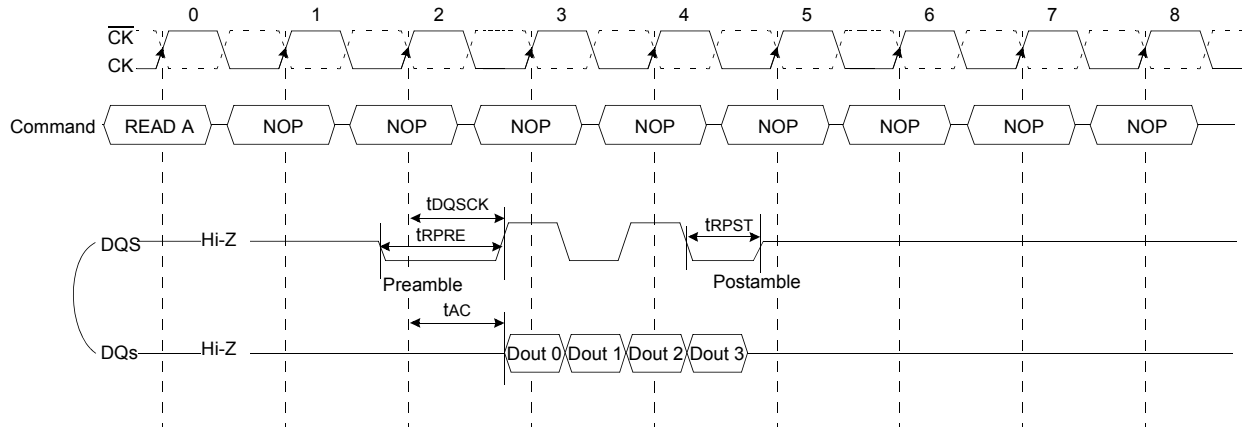 0 1 2 3 4 5 6 7 8
CK
CK
Command READ A NOP NOP NOP NOP NOP NOP NOP NOP
tDQSCK
tRPRE tRPST
DQS Hi-Z
Preamble Postamble
tAC
DQs Hi-Z Dout 0 Dout 1 Dout 2 Dout 3